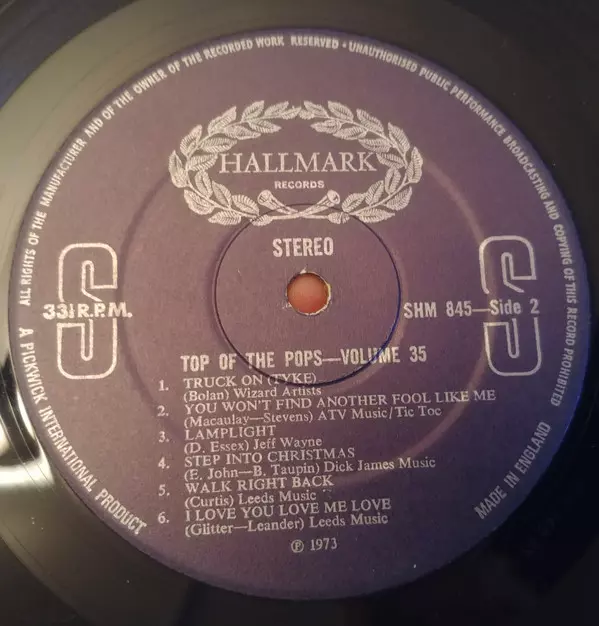 ALL RIGHTS OF THE MANUFACTURER AND OF THE OWNER OF THE RECORDED WORK RESERVED • UNAUTHORISED PUBLIC PERFORMANCE BROADCASTING AND COPYING OF THIS RECORD PROHIBITED
HALLMARK
RECORDS
STEREO
S
33⅓ R.P.M.
S
SHM 845—Side 2
TOP OF THE POPS—VOLUME 35
1. TRUCK ON (TYKE)
(Bolan) Wizard Artists
2. YOU WON'T FIND ANOTHER FOOL LIKE ME
(Macaulay—Stevens) ATV Music/Tic Toc
3. LAMPLIGHT
(D. Essex) Jeff Wayne
4. STEP INTO CHRISTMAS
(E. John—B. Taupin) Dick James Music
5. WALK RIGHT BACK
(Curtis) Leeds Music
6. I LOVE YOU LOVE ME LOVE
(Glitter—Leander) Leeds Music
℗ 1973
A PICKWICK INTERNATIONAL PRODUCT
MADE IN ENGLAND